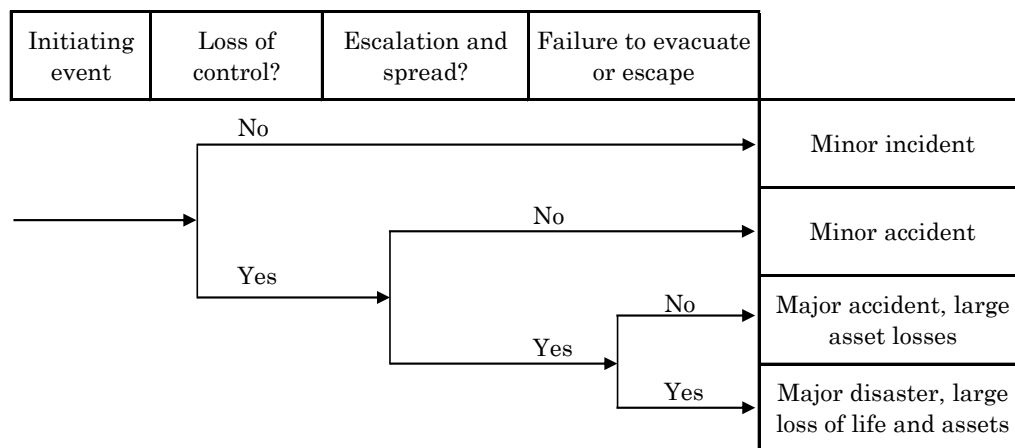 Initiating
event
Loss of
control?
Escalation and
spread?
Failure to evacuate
or escape
No
Minor incident
No
Minor accident
Yes
No
Major accident, large
asset losses
Yes
Yes
Major disaster, large
loss of life and assets